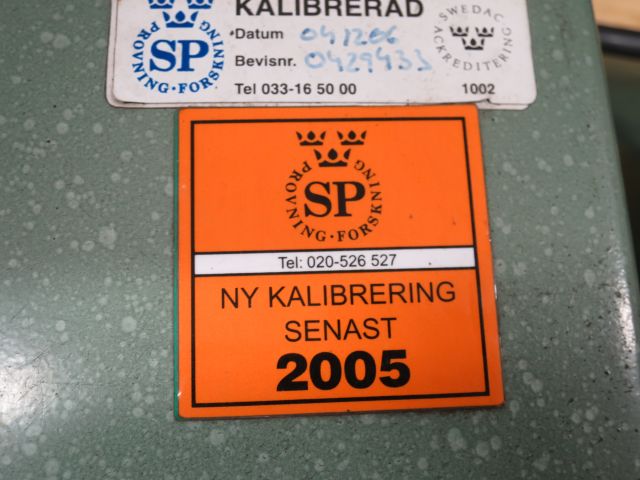 KALIBRERAD
Datum 041206
Bevisnr. 0429433
Tel 033-16 50 00
1002
SP
PROVNING·FORSKNING
SWEDAC
ACKREDITERING
PROVNING·FORSKNING
SP
Tel: 020-526 527
NY KALIBRERING
SENAST
2005